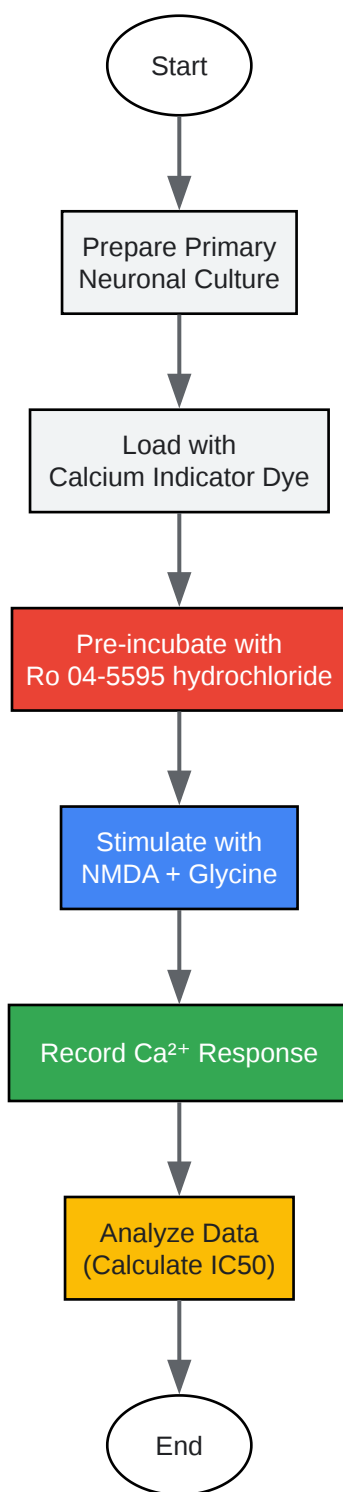 Start
Prepare Primary
Neuronal Culture
Load with
Calcium Indicator Dye
Pre-incubate with
Ro 04-5595 hydrochloride
Stimulate with
NMDA + Glycine
Record Ca²⁺ Response
Analyze Data
(Calculate IC50)
End